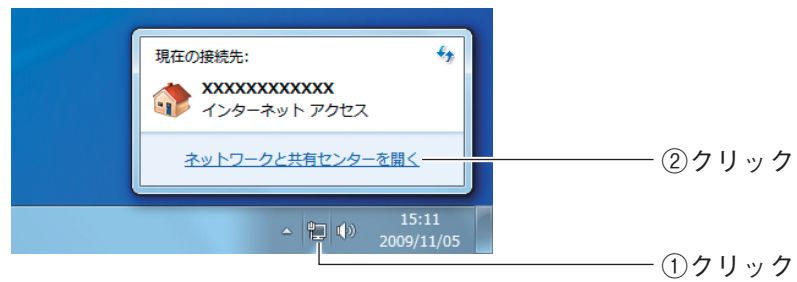 現在の接続先:
XXXXXXXXXXXX
インターネット アクセス
ネットワークと共有センターを開く
②クリック
15:11
2009/11/05
①クリック